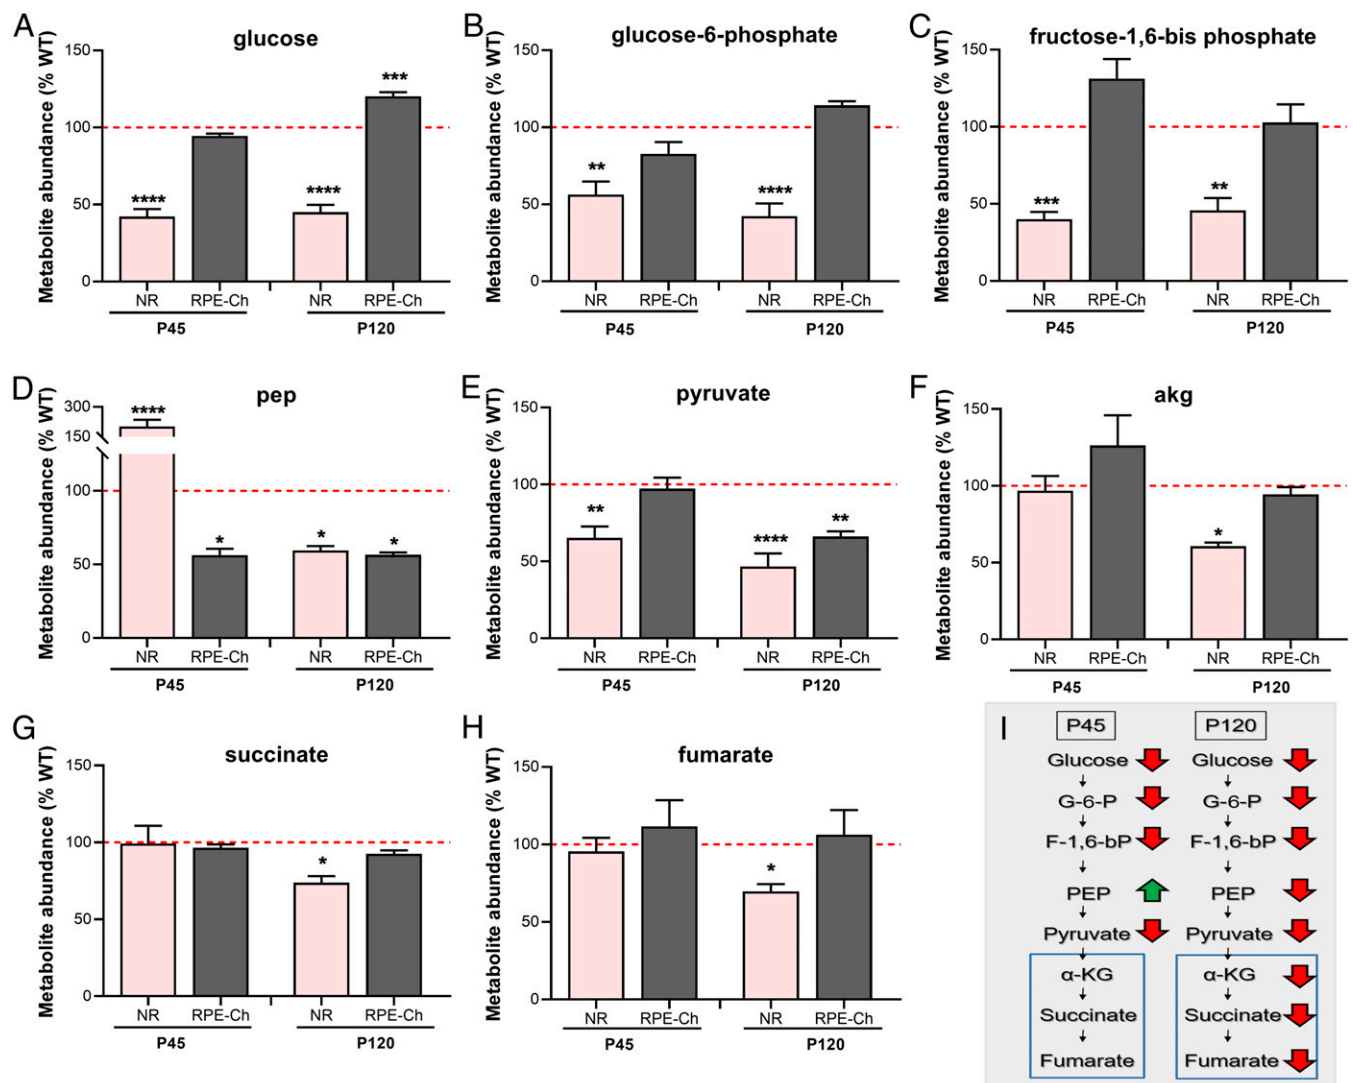 A
glucose
Metabolite abundance (% WT)
150
100
50
0
****
****
***
NR
RPE-Ch
NR
RPE-Ch
P45
P120
B
glucose-6-phosphate
Metabolite abundance (% WT)
150
100
50
0
**
****
NR
RPE-Ch
NR
RPE-Ch
P45
P120
C
fructose-1,6-bis phosphate
Metabolite abundance (% WT)
150
100
50
0
***
**
NR
RPE-Ch
NR
RPE-Ch
P45
P120
D
pep
Metabolite abundance (% WT)
300
150
100
50
0
****
*
*
*
NR
RPE-Ch
NR
RPE-Ch
P45
P120
E
pyruvate
Metabolite abundance (% WT)
150
100
50
0
**
****
**
NR
RPE-Ch
NR
RPE-Ch
P45
P120
F
akg
Metabolite abundance (% WT)
150
100
50
0
*
NR
RPE-Ch
NR
RPE-Ch
P45
P120
G
succinate
Metabolite abundance (% WT)
150
100
50
0
*
NR
RPE-Ch
NR
RPE-Ch
P45
P120
H
fumarate
Metabolite abundance (% WT)
150
100
50
0
*
NR
RPE-Ch
NR
RPE-Ch
P45
P120
I
P45
Glucose
G-6-P
F-1,6-bP
PEP
Pyruvate
α-KG
Succinate
Fumarate
P120
Glucose
G-6-P
F-1,6-bP
PEP
Pyruvate
α-KG
Succinate
Fumarate